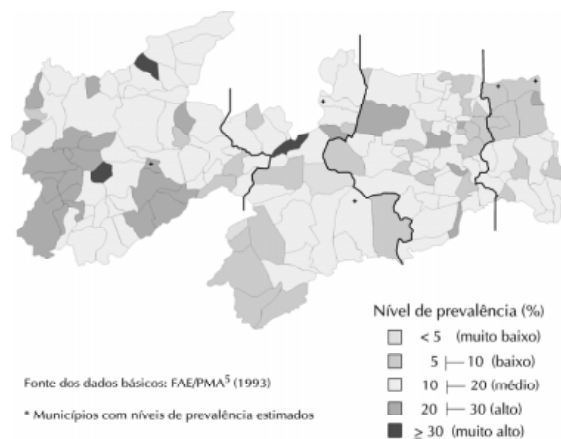 Nível de prevalência (%)
< 5 (muito baixo)
5 ├─ 10 (baixo)
10 ├─ 20 (médio)
20 ├─ 30 (alto)
≥ 30 (muito alto)
Fonte dos dados básicos: FAE/PMA⁵ (1993)
* Municípios com níveis de prevalência estimados